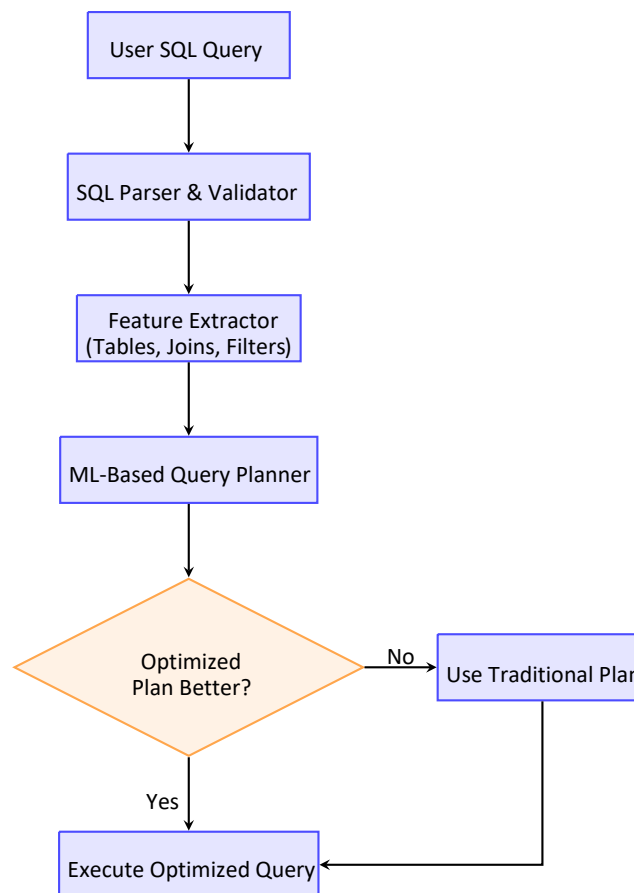 User SQL Query
SQL Parser & Validator
Feature Extractor
(Tables, Joins, Filters)
ML-Based Query Planner
Optimized
Plan Better?
No
Use Traditional Plan
Yes
Execute Optimized Query